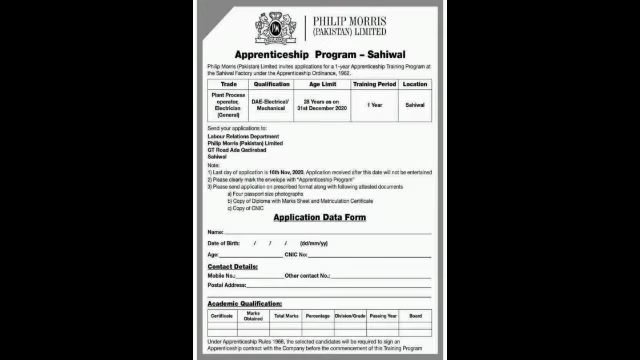 PHILIP MORRIS
(PAKISTAN) LIMITED
Apprenticeship Program – Sahiwal
Philip Morris (Pakistan) Limited invites applications for a 1-year Apprenticeship Training Program at
the Sahiwal Factory under the Apprenticeship Ordinance, 1962.
Trade Qualification Age Limit Training Period Location
Plant Process operator, Electrician (General) DAE-Electrical/ Mechanical 28 Years as on 31st December 2020 1 Year Sahiwal
Send your applications to:
Labour Relations Department
Philip Morris (Pakistan) Limited
GT Road Ada Qadirabad
Sahiwal
Note:
1) Last day of application is 16th Nov, 2020. Application received after this date will not be entertained
2) Please clearly mark the envelope with "Apprenticeship Program"
3) Please send application on prescribed format along with following attested documents
a) Four passport size photographs
b) Copy of Diploma with Marks Sheet and Matriculation Certificate
c) Copy of CNIC
Application Data Form
Name:
Date of Birth: / / / (dd/mm/yy)
Age: CNIC No:
Contact Details:
Mobile No.: Other contact No.:
Postal Address:
Academic Qualification:
Certificate Marks Obtained Total Marks Percentage Division/Grade Passing Year Board
Under Apprenticeship Rules 1966, the selected candidates will be required to sign an
Apprenticeship contract with the Company before the commencement of this Training Program